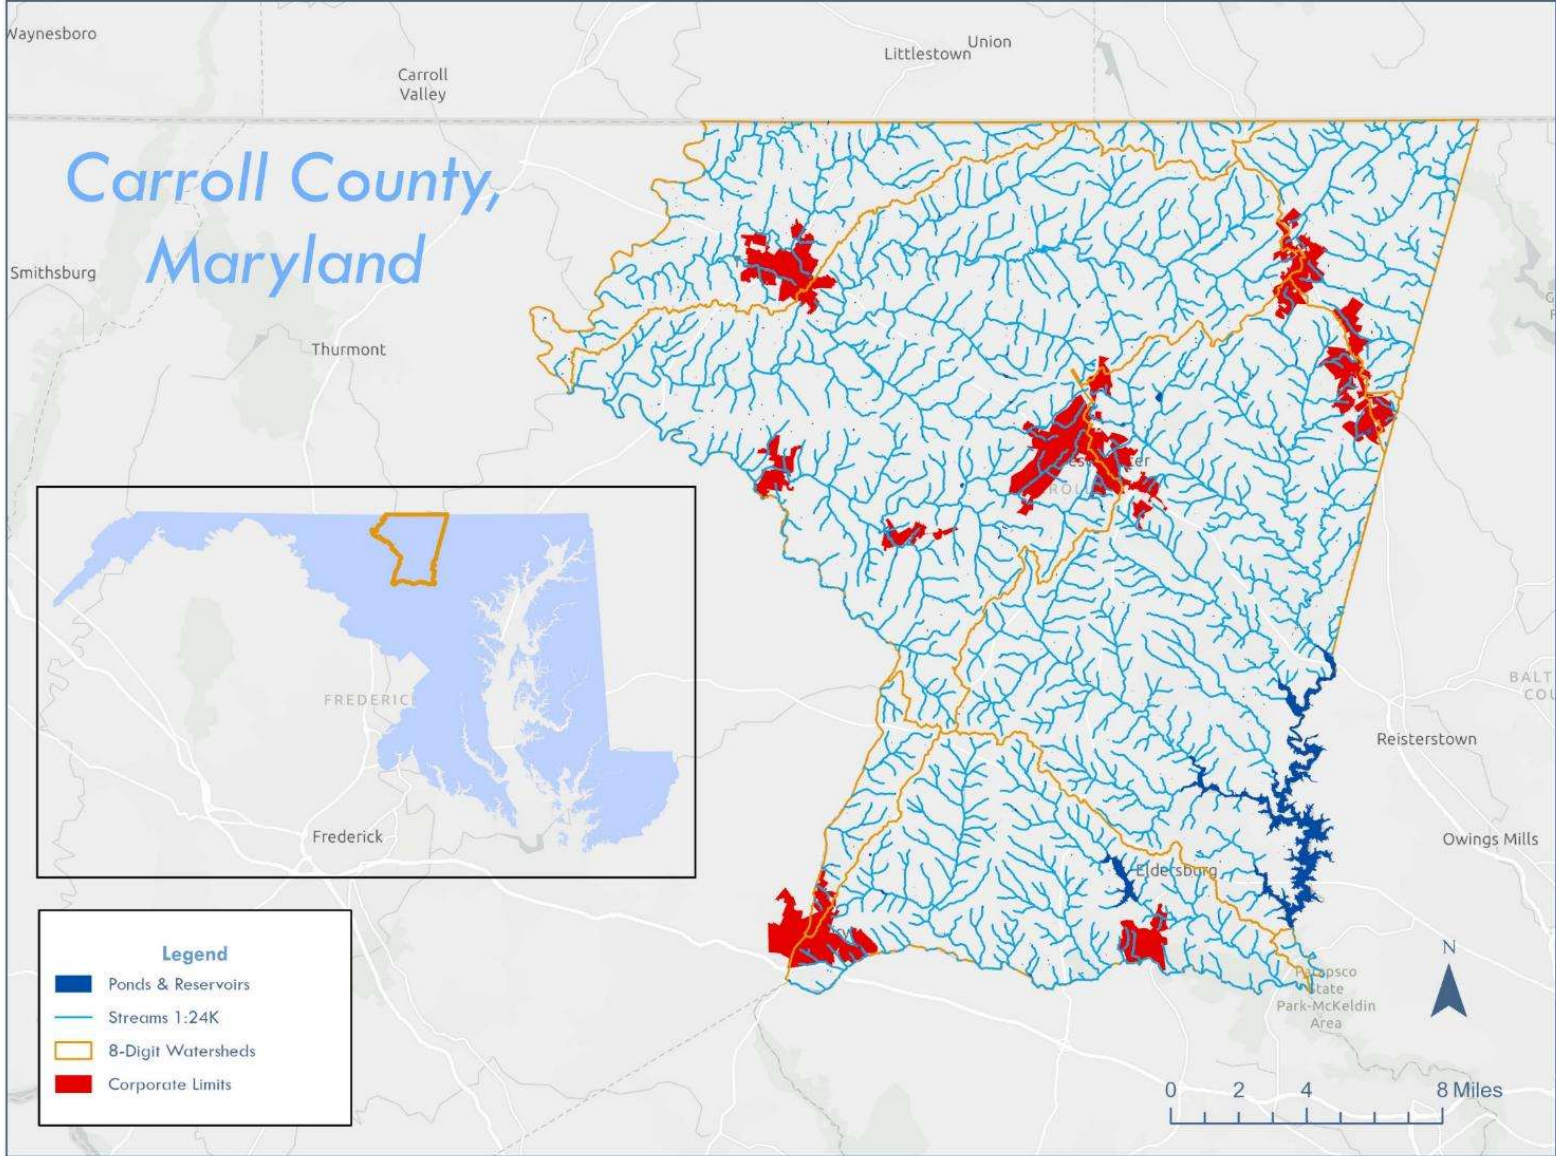 Waynesboro
Carroll
Valley
Littlestown
Union
Carroll County,
Maryland
Smithsburg
Thurmont
FREDERIC
Frederick
Reisterstown
Owings Mills
Eldersburg
Patapsco
State
Park-McKeldin
Area
N
Legend
Ponds & Reservoirs
Streams 1:24K
8-Digit Watersheds
Corporate Limits
0 2 4 8 Miles